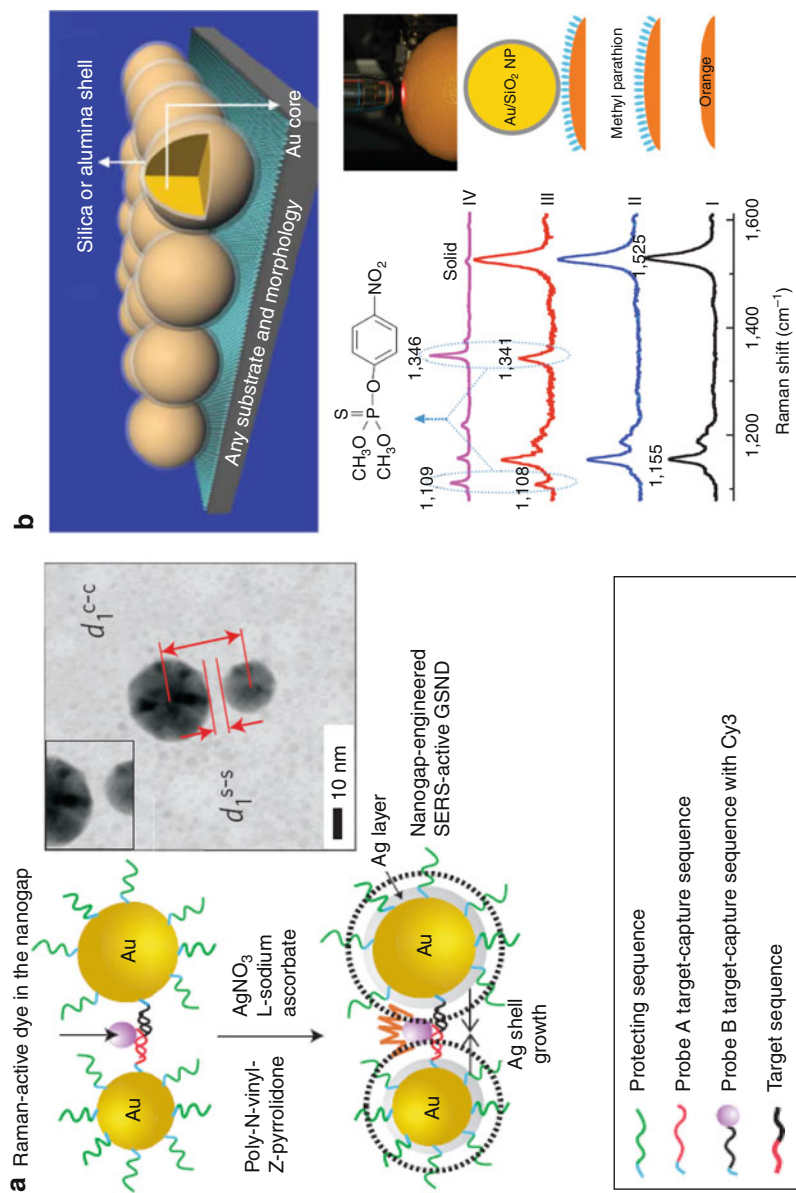 a Raman-active dye in the nanogap
Au
Au
Poly-N-vinyl-
Z-pyrrolidone
AgNO3
L-sodium
ascorbate
Ag layer
Au
Au
Ag shell
growth
Nanogap-engineered
SERS-active GSND
d1 c–c
d1 s–s
10 nm
Protecting sequence
Probe A target-capture sequence
Probe B target-capture sequence with Cy3
Target sequence
b
Silica or alumina shell
Au core
Any substrate and morphology
CH3O
CH3O
S
P
O
NO2
1,109
1,346
Solid
IV
1,108
1,341
III
II
1,155
1,525
I
1,200
1,400
1,600
Raman shift (cm−1)
Au/SiO2 NP
Methyl parathion
Orange